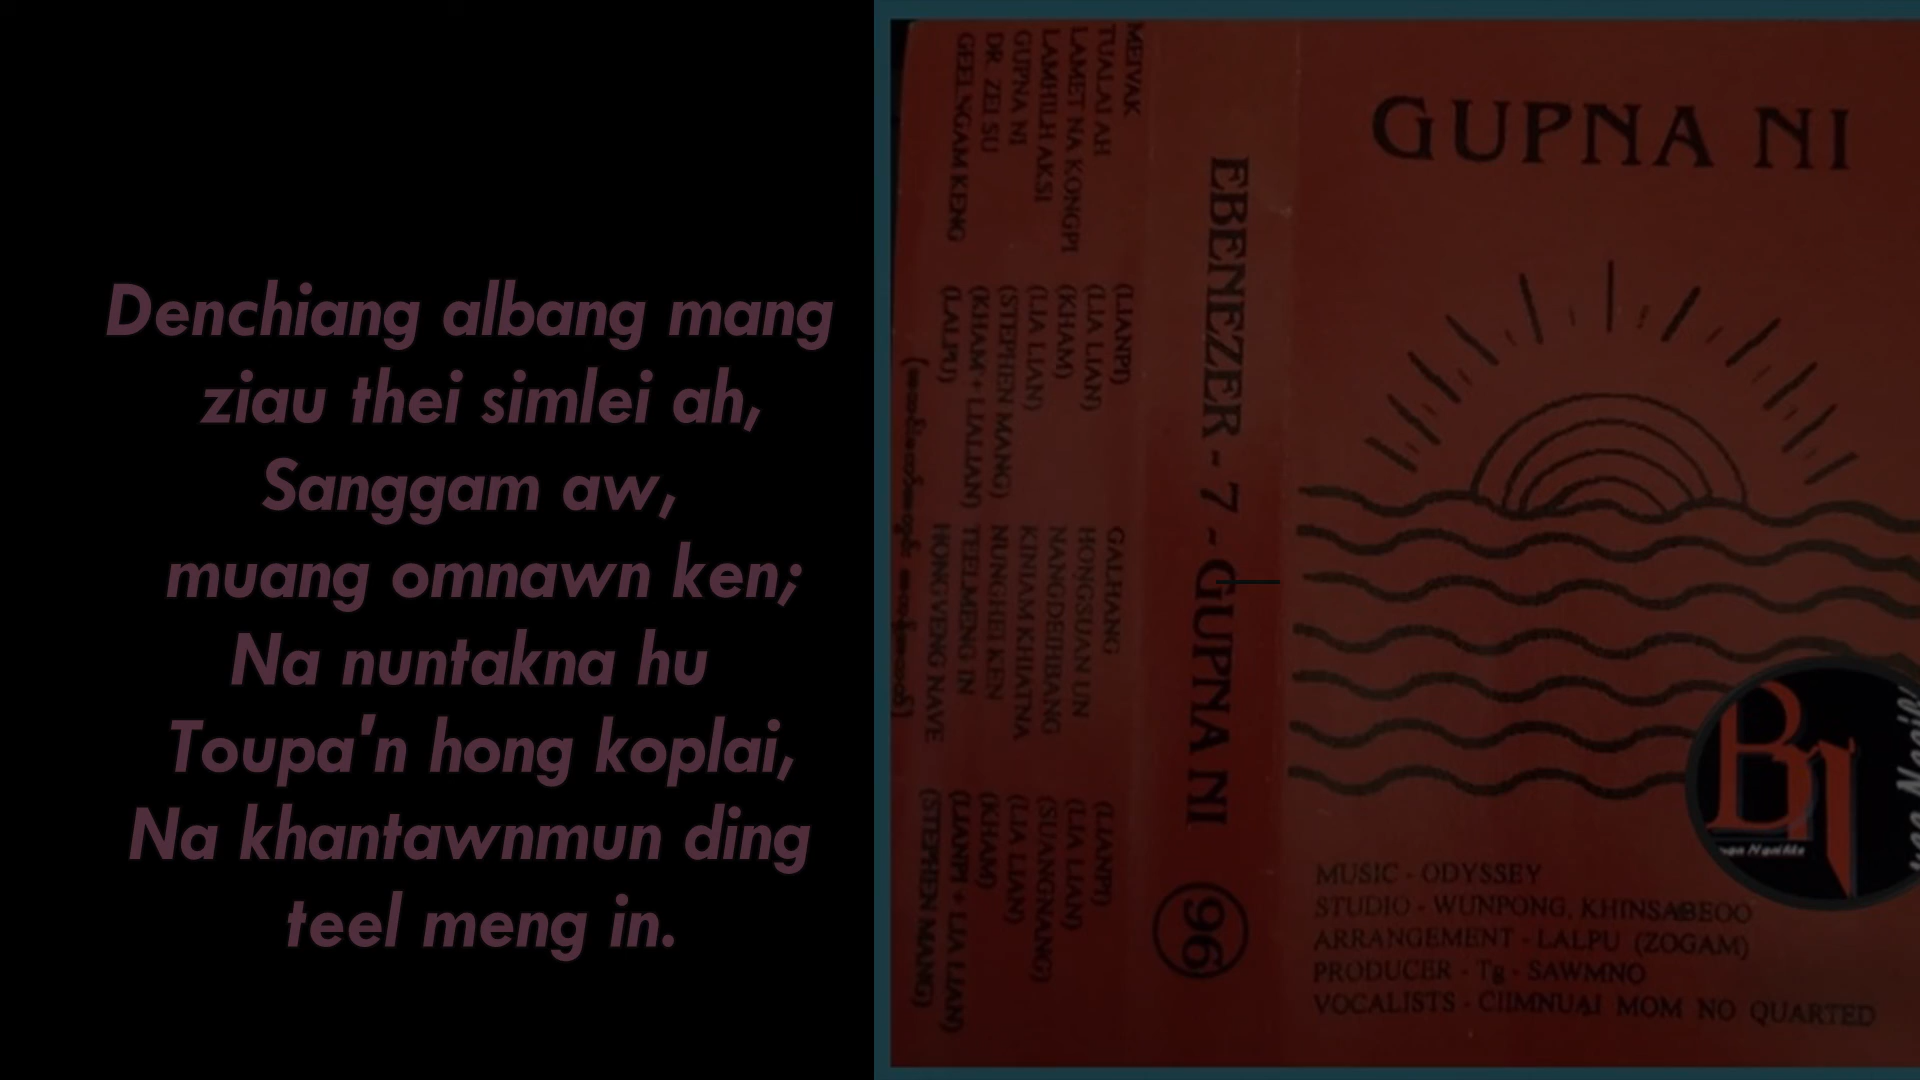 Denchiang albang mang
ziau thei simlei ah,
Sanggam aw,
muang omnawn ken;
Na nuntakna hu
Toupa'n hong koplai,
Na khantawnmun ding
teel meng in.
MEIVAK (LIANPI)
TUALAI AH (LIA LIAN)
LAMET NA KONGPI (KHAM)
LAMHILH AKSI (LIA LIAN)
GUPNA NI (STEPHEN MANG)
DR. ZEI SU (KHAM + LIALIAN)
GEEL NGAM KENG (LALPU)
GALHANG (LIANPI)
HONGSUAN UN (LIA LIAN)
NANGDEIHBANG (SUANGNANG)
KINIAM KHIATNA (LIA LIAN)
NUNGHEI KEN (KHAM)
TEELMENG IN (LIANPI + LIA LIAN)
HONGVENG NAVE (STEPHEN MANG)
EBENEZER - 7 - GUPNA NI 96
GUPNA NI
MUSIC - ODYSSEY
STUDIO - WUNPONG, KHINSABEOO
ARRANGEMENT - LALPU (ZOGAM)
PRODUCER - Tg - SAWMNO
VOCALISTS - CIIMNUAI MOM NO QUARTED